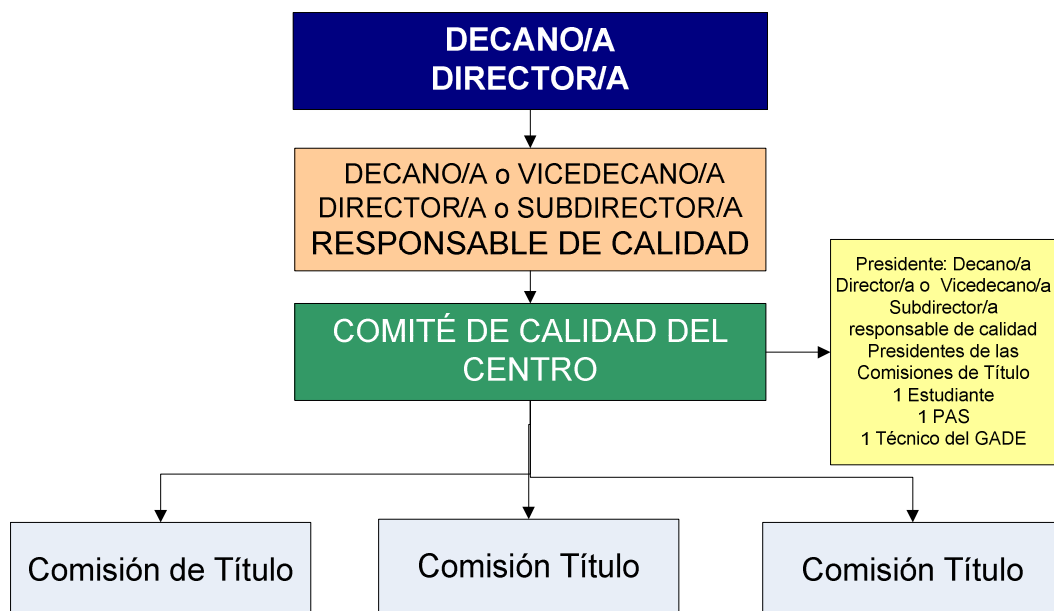 DECANO/A
DIRECTOR/A
DECANO/A o VICEDECANO/A
DIRECTOR/A o SUBDIRECTOR/A
RESPONSABLE DE CALIDAD
COMITÉ DE CALIDAD DEL
CENTRO
Presidente: Decano/a
Director/a o Vicedecano/a
Subdirector/a
responsable de calidad
Presidentes de las
Comisiones de Título
1 Estudiante
1 PAS
1 Técnico del GADE
Comisión de Título
Comisión Título
Comisión Título